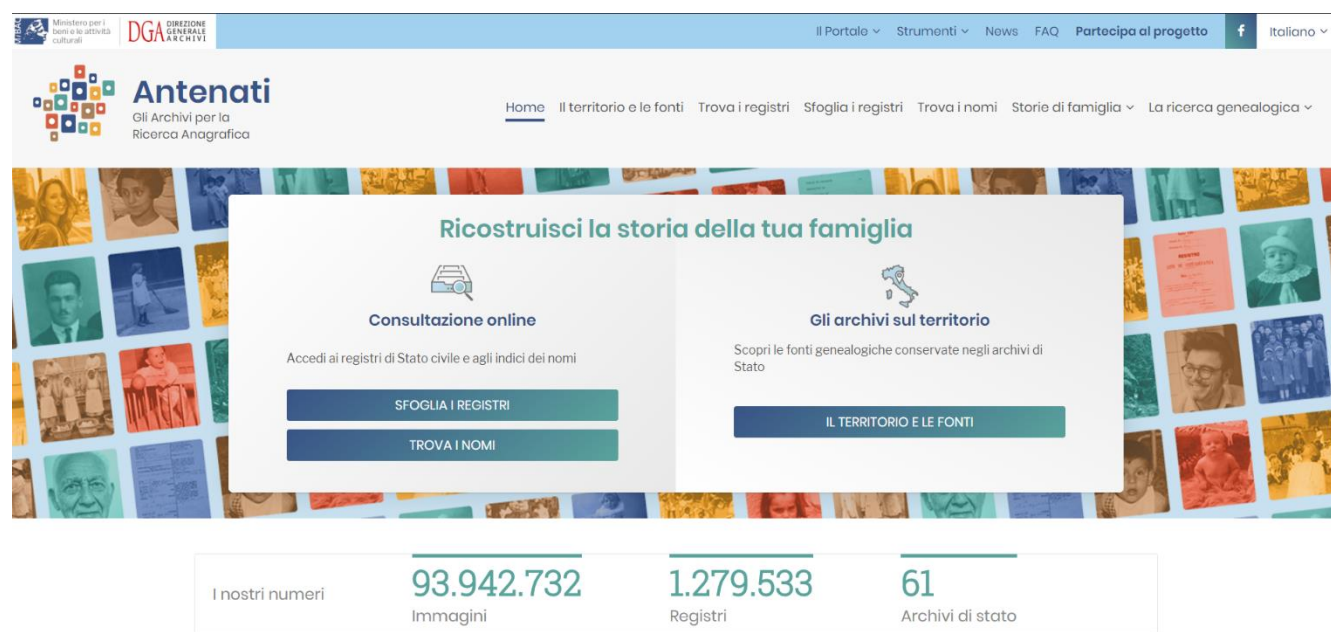 MiBAC
Ministero per i
beni e le attività
culturali
DGA DIREZIONE
GENERALE
ARCHIVI
Il Portale Strumenti News FAQ Partecipa al progetto f Italiano
Antenati
Gli Archivi per la
Ricerca Anagrafica
Home Il territorio e le fonti Trova i registri Sfoglia i registri Trova i nomi Storie di famiglia La ricerca genealogica
Ricostruisci la storia della tua famiglia
Consultazione online
Accedi ai registri di Stato civile e agli indici dei nomi
SFOGLIA I REGISTRI
TROVA I NOMI
Gli archivi sul territorio
Scopri le fonti genealogiche conservate negli archivi di
Stato
IL TERRITORIO E LE FONTI
I nostri numeri
93.942.732
Immagini
1.279.533
Registri
61
Archivi di stato